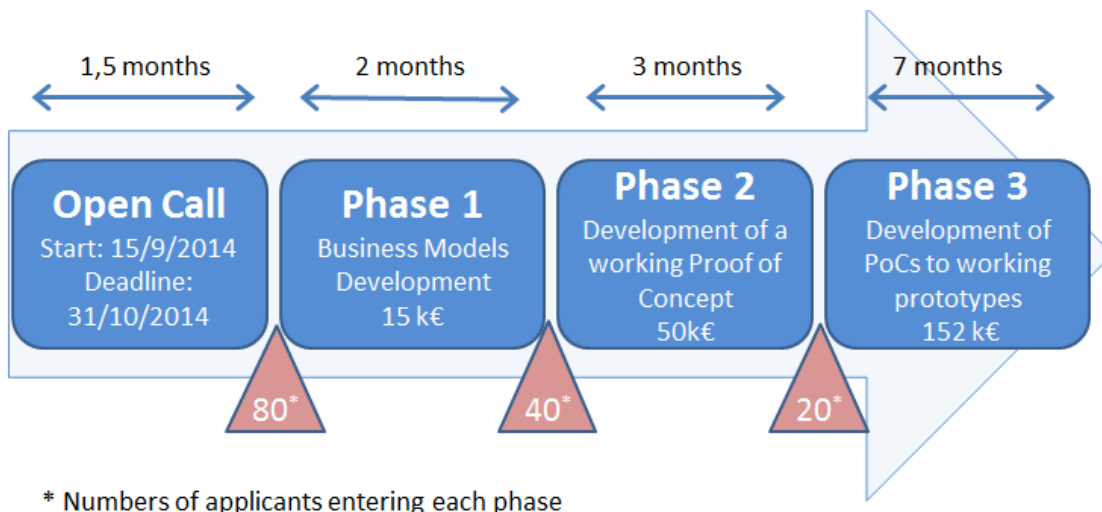 1,5 months
2 months
3 months
7 months
Open Call
Start: 15/9/2014
Deadline:
31/10/2014
Phase 1
Business Models
Development
15 k€
Phase 2
Development of a
working Proof of
Concept
50k€
Phase 3
Development of
PoCs to working
prototypes
152 k€
80*
40*
20*
* Numbers of applicants entering each phase